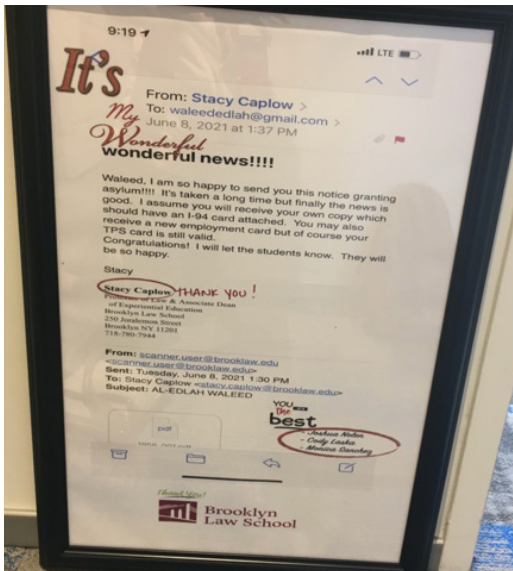 9:19
LTE
It's
From: Stacy Caplow >
My
To: waleededlah@gmail.com >
June 8, 2021 at 1:37 PM
Wonderful
wonderful news!!!!
Waleed, I am so happy to send you this notice granting
asylum!!!! It's taken a long time but finally the news is
good. I assume you will receive your own copy which
should have an I-94 card attached. You may also
receive a new employment card but of course your
TPS card is still valid.
Congratulations! I will let the students know. They will
be so happy.
Stacy
Stacy Caplow THANK YOU!
Professor of Law & Associate Dean
of Experiential Education
Brooklyn Law School
250 Joralemon Street
Brooklyn NY 11201
718-780-7944
From: scanner.user@brooklaw.edu
<scanner.user@brooklaw.edu>
Sent: Tuesday, June 8, 2021 1:30 PM
To: Stacy Caplow <stacy.caplow@brooklaw.edu>
Subject: AL-EDLAH WALEED
YOU
the
best
pdf
- Joshua Nolan
- Cody Laska
- Monica Sanchez
Thank You!
Brooklyn
Law School